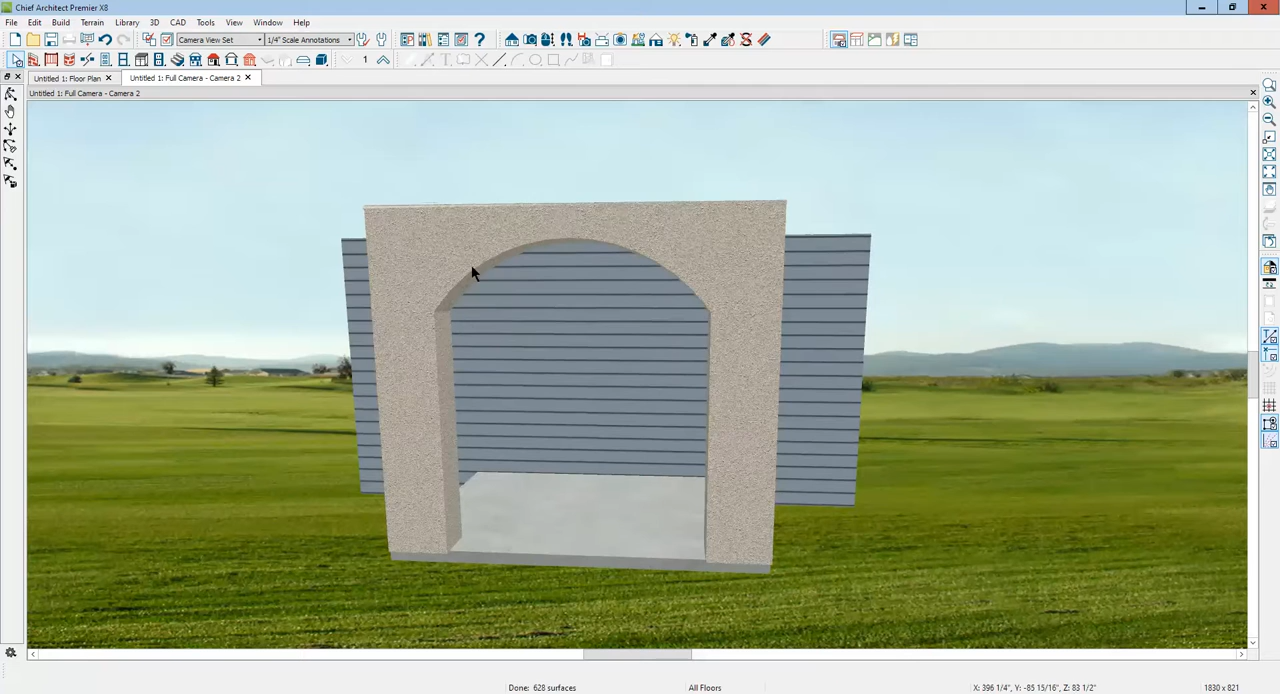 Chief Architect Premier X8
File Edit Build Terrain Library 3D CAD Tools View Window Help
Camera View Set 1/4" Scale Annotations
1
Untitled 1: Floor Plan Untitled 1: Full Camera - Camera 2
Untitled 1: Full Camera - Camera 2
Done: 628 surfaces All Floors X: 396 1/4", Y: -85 15/16", Z: 83 1/2" 1830 x 821